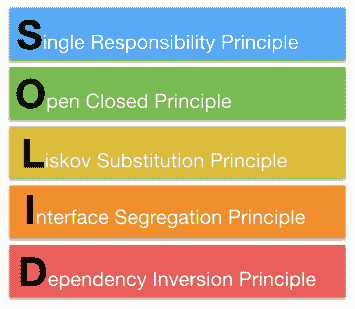 Single Responsibility Principle
Open Closed Principle
Liskov Substitution Principle
Interface Segregation Principle
Dependency Inversion Principle